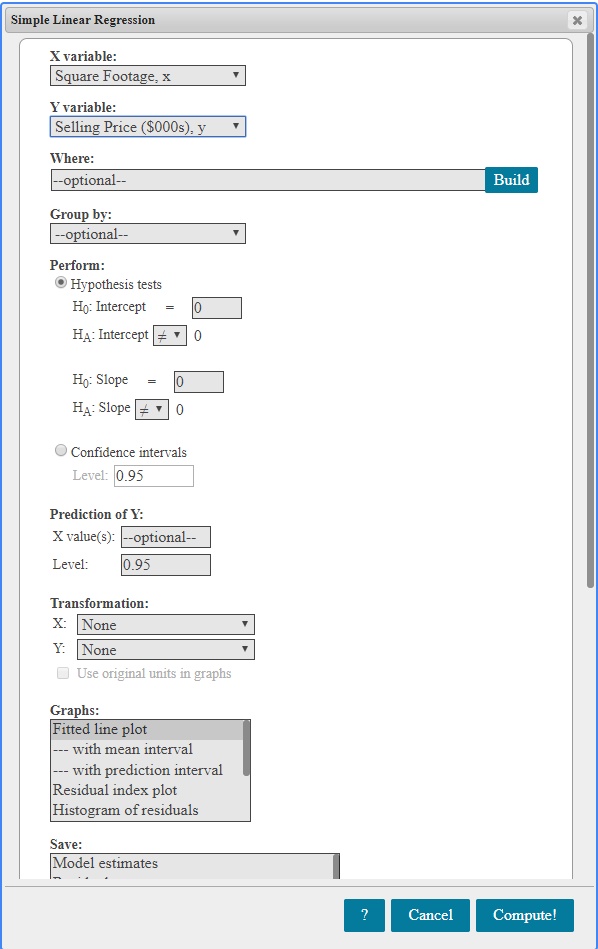 Simple Linear Regression
X variable:
Square Footage, x
Y variable:
Selling Price ($000s), y
Where:
--optional--
Build
Group by:
--optional--
Perform:
Hypothesis tests
H0: Intercept = 0
HA: Intercept ≠ 0
H0: Slope = 0
HA: Slope ≠ 0
Confidence intervals
Level: 0.95
Prediction of Y:
X value(s): --optional--
Level: 0.95
Transformation:
X: None
Y: None
Use original units in graphs
Graphs:
Fitted line plot
--- with mean interval
--- with prediction interval
Residual index plot
Histogram of residuals
Save:
Model estimates
? Cancel Compute!